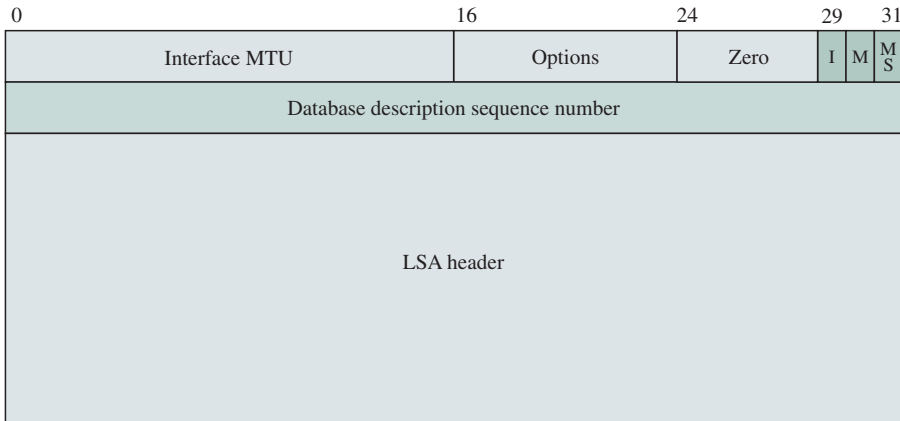 0 16 24 29 31
Interface MTU Options Zero I M M S
Database description sequence number
LSA header